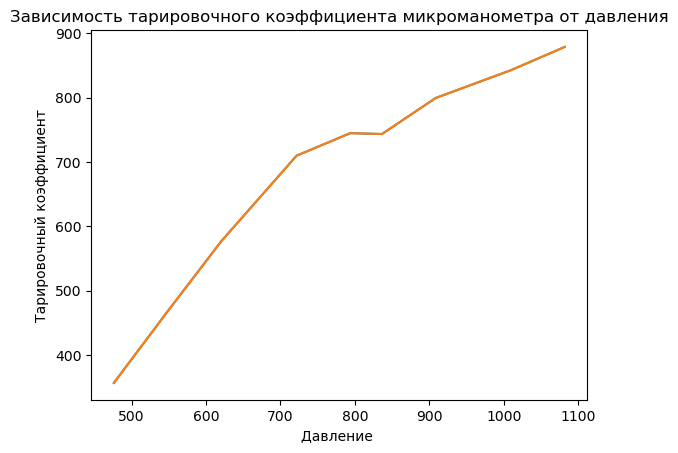 Зависимость тарировочного коэффициента микроманометра от давления
900
800
700
600
500
400
Тарировочный коэффициент
500 600 700 800 900 1000 1100
Давление